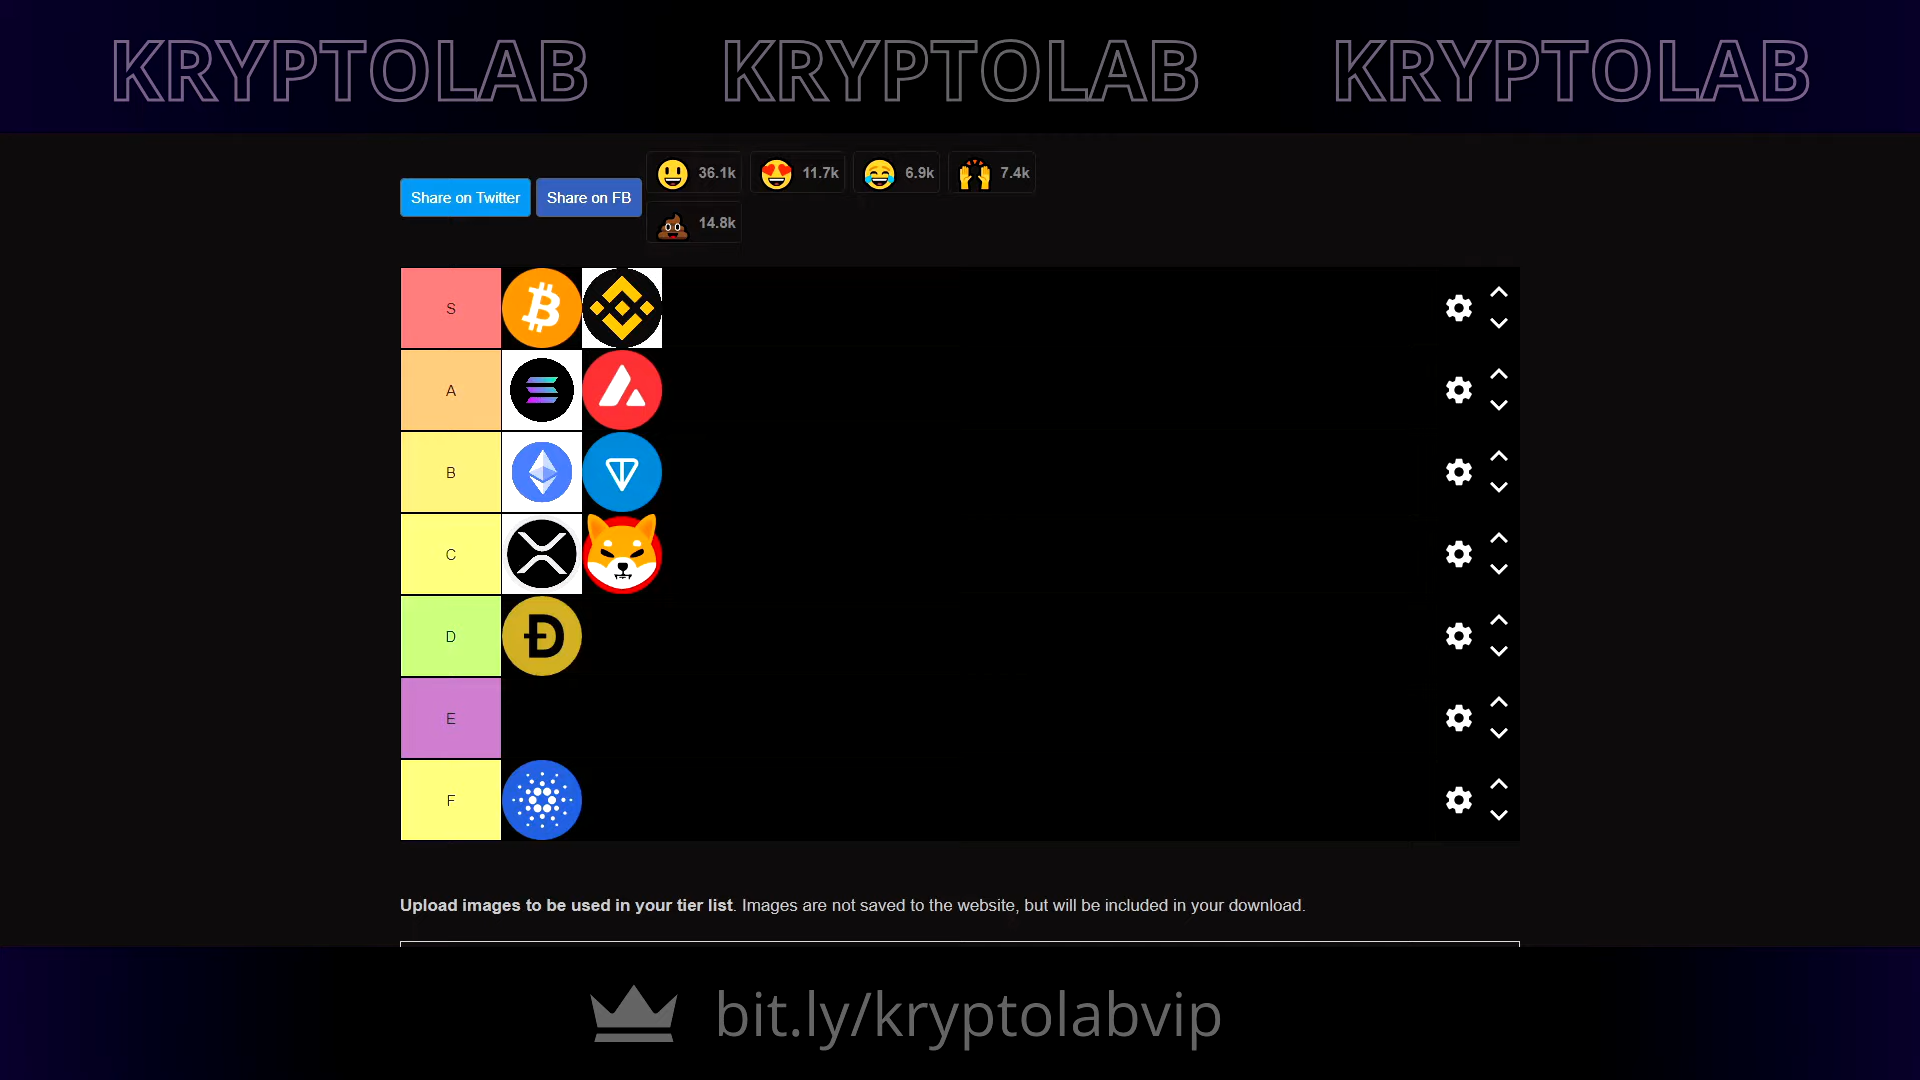 KRYPTOLAB KRYPTOLAB KRYPTOLAB
Share on Twitter Share on FB 36.1k 11.7k 6.9k 7.4k
14.8k
S
A
B
C
D
E
F
Upload images to be used in your tier list. Images are not saved to the website, but will be included in your download.
bit.ly/kryptolabvip